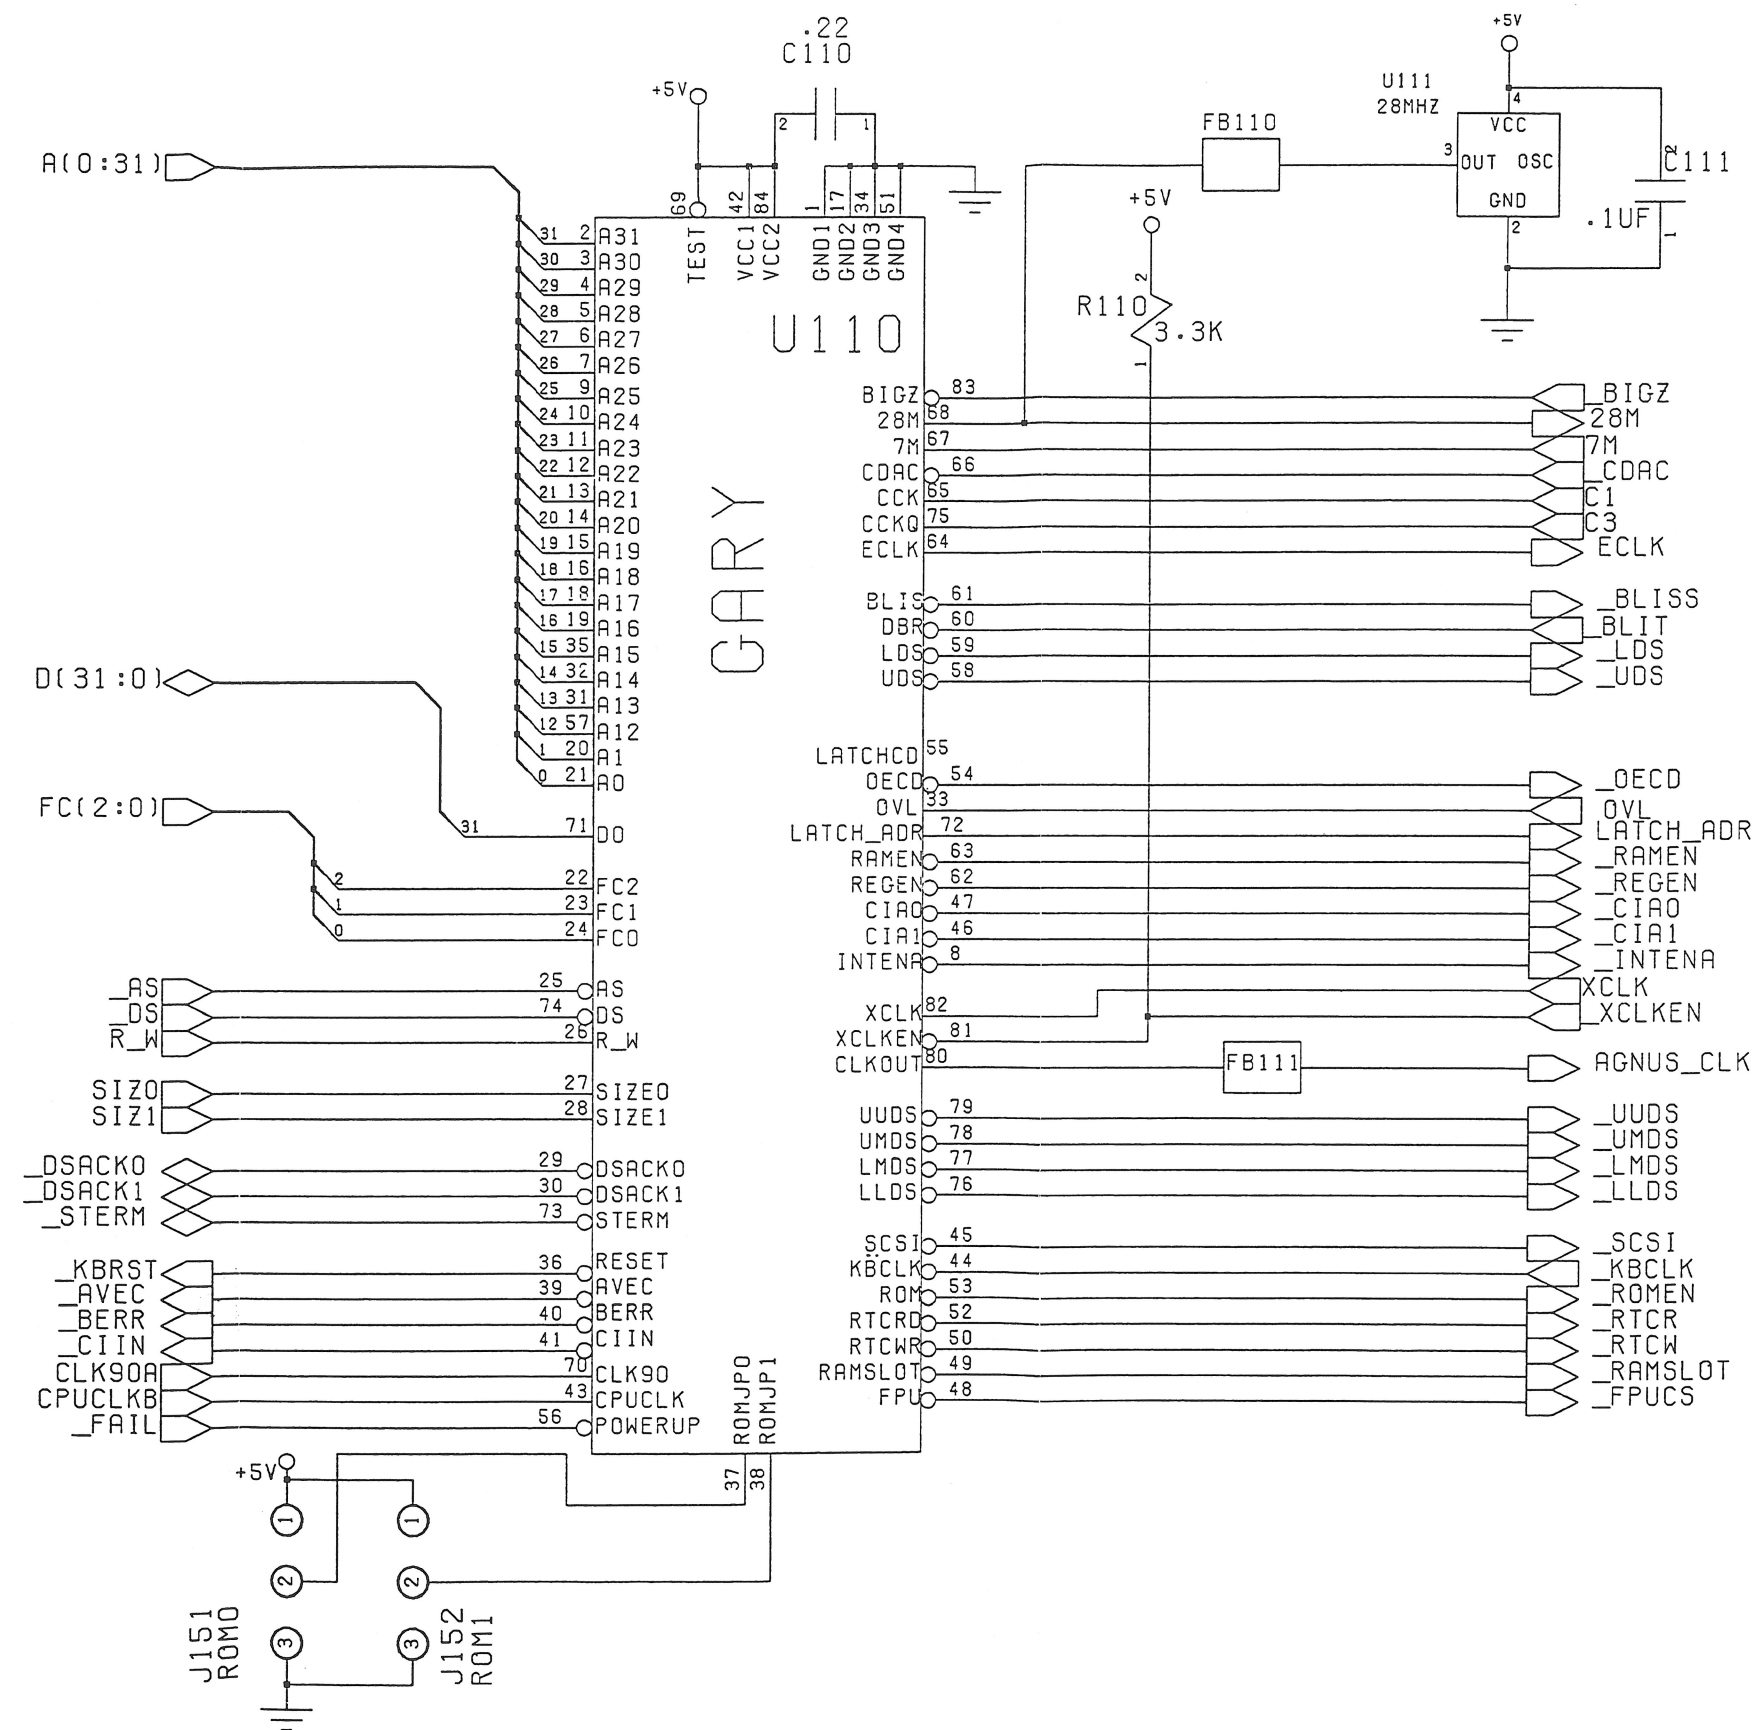 .22
C110
+5V
2
1
+5V
U111
28MHZ
4
VCC
3
OUT OSC
GND
2
2
C111
.1UF
1
FB110
+5V
2
R110
3.3K
1
A(0:31)
69
42
84
1
17
34
51
TEST
VCC1
VCC2
GND1
GND2
GND3
GND4
U110
GARY
31 2 A31
30 3 A30
29 4 A29
28 5 A28
27 6 A27
26 7 A26
25 9 A25
24 10 A24
23 11 A23
22 12 A22
21 13 A21
20 14 A20
19 15 A19
18 16 A18
17 18 A17
16 19 A16
15 35 A15
14 32 A14
13 31 A13
12 57 A12
1 20 A1
0 21 A0
D(31:0)
31 71 D0
FC(2:0)
2 22 FC2
1 23 FC1
0 24 FC0
_AS 25 AS
_DS 74 DS
R_W 26 R_W
SIZ0 27 SIZE0
SIZ1 28 SIZE1
_DSACK0 29 DSACK0
_DSACK1 30 DSACK1
_STERM 73 STERM
_KBRST 36 RESET
_AVEC 39 AVEC
_BERR 40 BERR
_CIIN 41 CIIN
CLK90A 70 CLK90
CPUCLKB 43 CPUCLK
_FAIL 56 POWERUP
BIGZ 83 _BIGZ
28M 68 28M
7M 67 7M
CDAC 66 _CDAC
CCK 65 C1
CCKQ 75 C3
ECLK 64 ECLK
BLIS 61 _BLISS
DBR 60 _BLIT
LDS 59 _LDS
UDS 58 _UDS
LATCHCD 55
OECD 54 _OECD
OVL 33 OVL
LATCH_ADR 72 LATCH_ADR
RAMEN 63 _RAMEN
REGEN 62 _REGEN
CIA0 47 _CIA0
CIA1 46 _CIA1
INTENA 8 _INTENA
XCLK 82 XCLK
XCLKEN 81 _XCLKEN
CLKOUT 80 FB111 AGNUS_CLK
UUDS 79 _UUDS
UMDS 78 _UMDS
LMDS 77 _LMDS
LLDS 76 _LLDS
SCSI 45 _SCSI
KBCLK 44 _KBCLK
ROM 53 _ROMEN
RTCRD 52 _RTCR
RTCWR 50 _RTCW
RAMSLOT 49 _RAMSLOT
FPU 48 _FPUCS
ROMJP0
ROMJP1
37
38
+5V
1
1
2
2
3
3
J151
ROM0
J152
ROM1